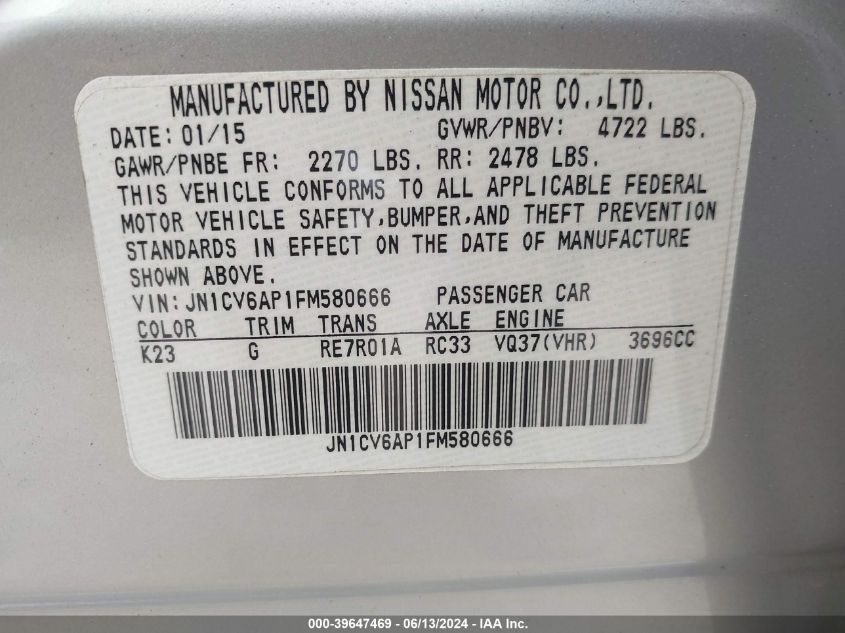 MANUFACTURED BY NISSAN MOTOR CO.,LTD.
DATE: 01/15 GVWR/PNBV: 4722 LBS.
GAWR/PNBE FR: 2270 LBS. RR: 2478 LBS.
THIS VEHICLE CONFORMS TO ALL APPLICABLE FEDERAL
MOTOR VEHICLE SAFETY,BUMPER,AND THEFT PREVENTION
STANDARDS IN EFFECT ON THE DATE OF MANUFACTURE
SHOWN ABOVE.
VIN: JN1CV6AP1FM580666 PASSENGER CAR
COLOR TRIM TRANS AXLE ENGINE
K23 G RE7R01A RC33 VQ37(VHR) 3696CC
JN1CV6AP1FM580666
000-39647469 - 06/13/2024 - IAA Inc.